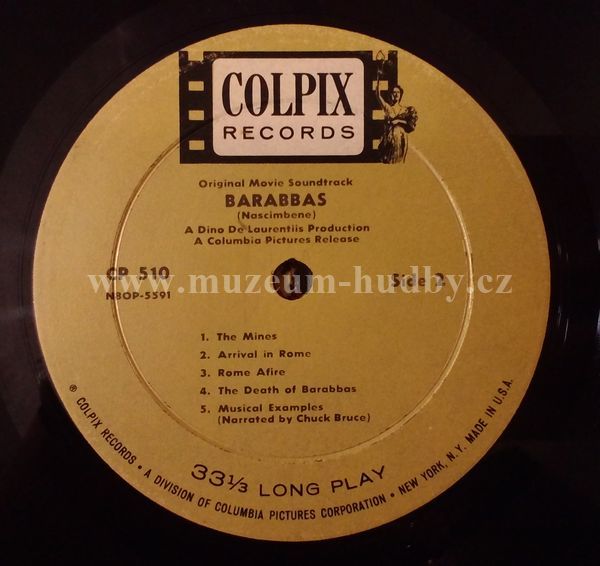 COLPIX
RECORDS
Original Movie Soundtrack
BARABBAS
(Nascimbene)
A Dino De Laurentiis Production
A Columbia Pictures Release
CP 510
NBOP-5591
Side 2
www.muzeum-hudby.cz
1. The Mines
2. Arrival in Rome
3. Rome Afire
4. The Death of Barabbas
5. Musical Examples
(Narrated by Chuck Bruce)
33⅓ LONG PLAY
® COLPIX RECORDS • A DIVISION OF COLUMBIA PICTURES CORPORATION • NEW YORK, N.Y. MADE IN U.S.A.